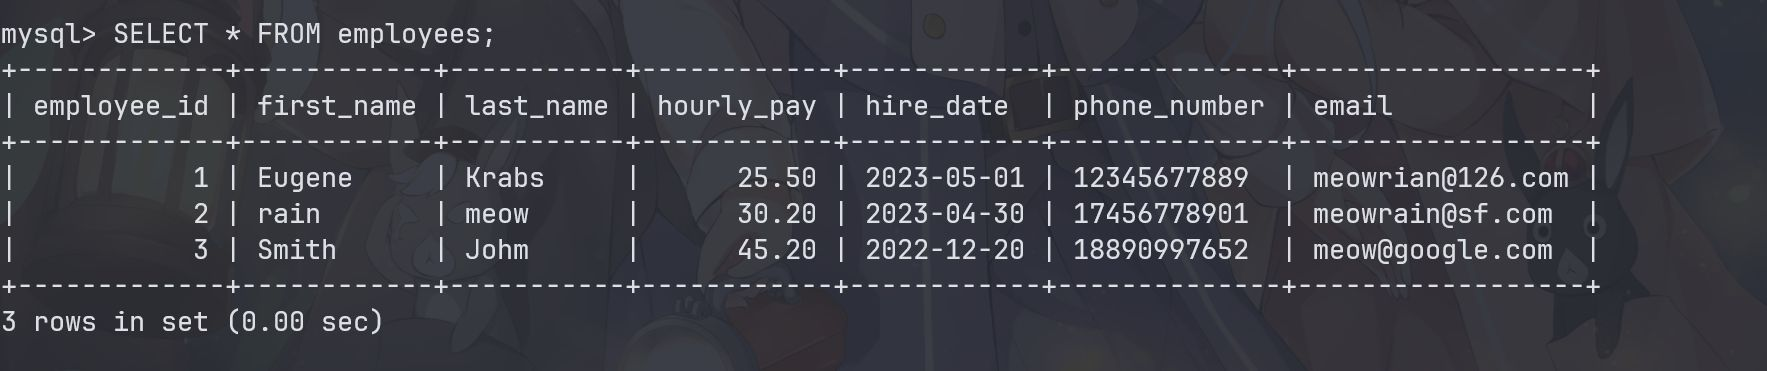 mysql> SELECT * FROM employees;
+-------------+------------+-----------+------------+------------+--------------+------------------+
| employee_id | first_name | last_name | hourly_pay | hire_date  | phone_number | email            |
+-------------+------------+-----------+------------+------------+--------------+------------------+
|           1 | Eugene     | Krabs     |      25.50 | 2023-05-01 | 12345677889  | meowrian@126.com |
|           2 | rain       | meow      |      30.20 | 2023-04-30 | 17456778901  | meowrain@sf.com  |
|           3 | Smith      | Johm      |      45.20 | 2022-12-20 | 18890997652  | meow@google.com  |
+-------------+------------+-----------+------------+------------+--------------+------------------+
3 rows in set (0.00 sec)